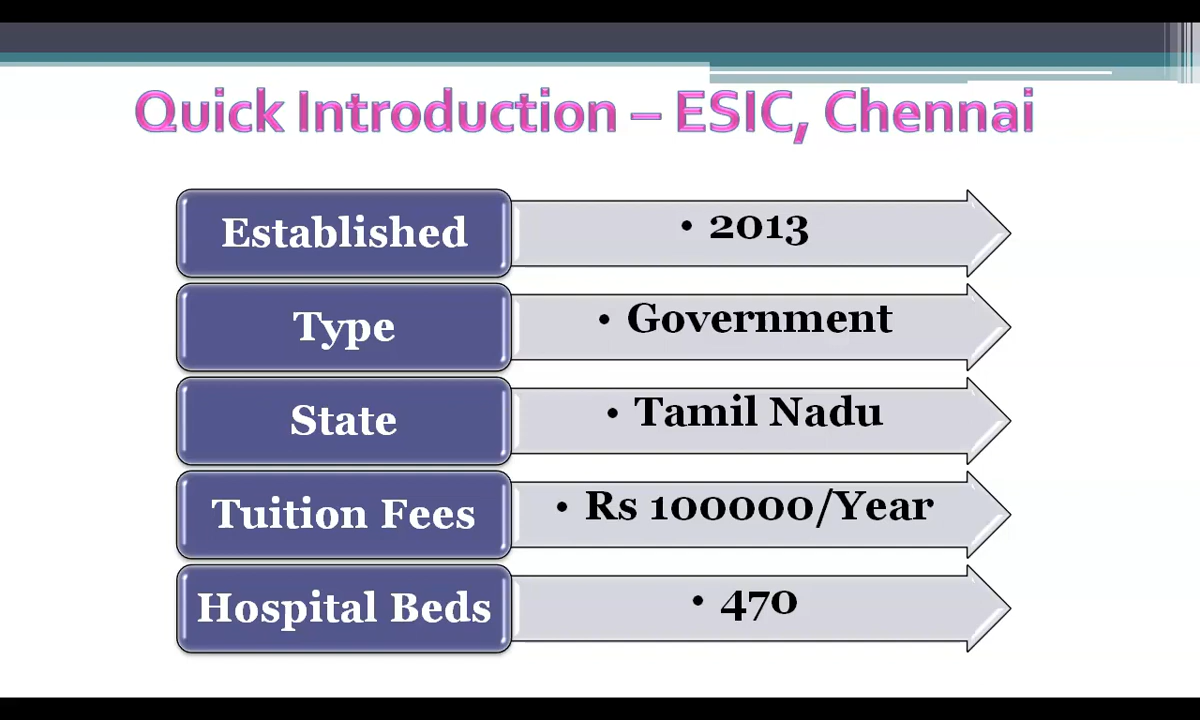 Quick Introduction – ESIC, Chennai
Established
• 2013
Type
• Government
State
• Tamil Nadu
Tuition Fees
• Rs 100000/Year
Hospital Beds
• 470